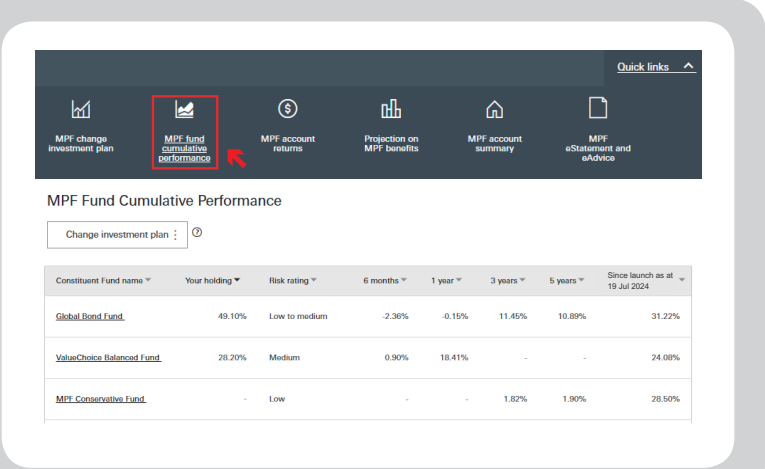 Quick links
MPF change
investment plan
MPF fund
cumulative
performance
MPF account
returns
Projection on
MPF benefits
MPF account
summary
MPF
eStatement and
eAdvice
MPF Fund Cumulative Performance
Change investment plan
Constituent Fund name Your holding Risk rating 6 months 1 year 3 years 5 years Since launch as at
19 Jul 2024
Global Bond Fund 49.10% Low to medium -2.36% -0.15% 11.45% 10.89% 31.22%
ValueChoice Balanced Fund 28.20% Medium 0.90% 18.41% - - 24.08%
MPF Conservative Fund - Low - - 1.82% 1.90% 28.50%